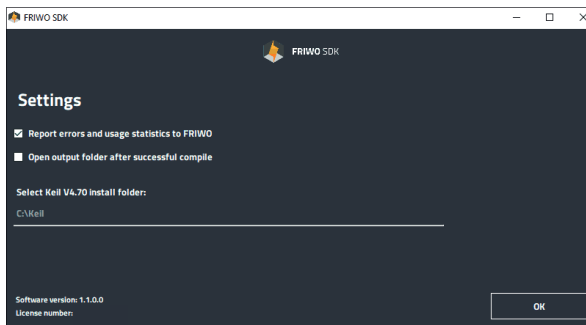 FRIWO SDK
FRIWO SDK
Settings
Report errors and usage statistics to FRIWO
Open output folder after successful compile
Select Keil V4.70 install folder:
C:\Keil
Software version: 1.1.0.0
License number:
OK